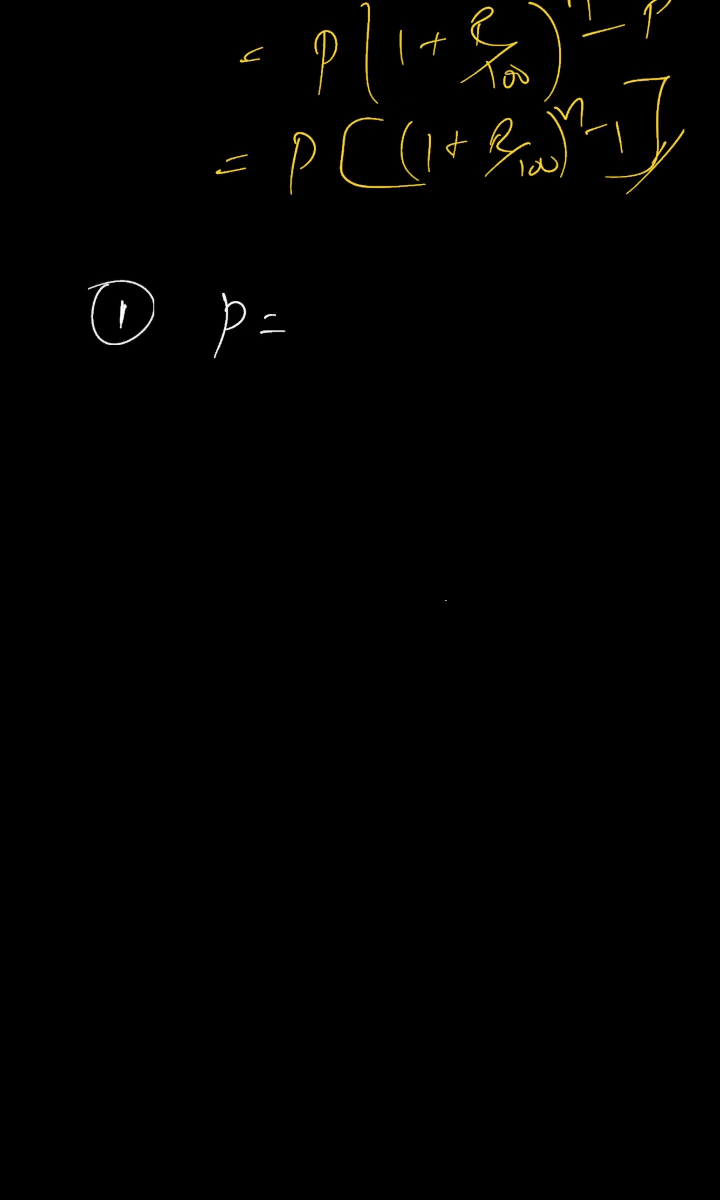 = P(1 + R/100)^n - P
= P[(1 + R/100)^n - 1]
① P =